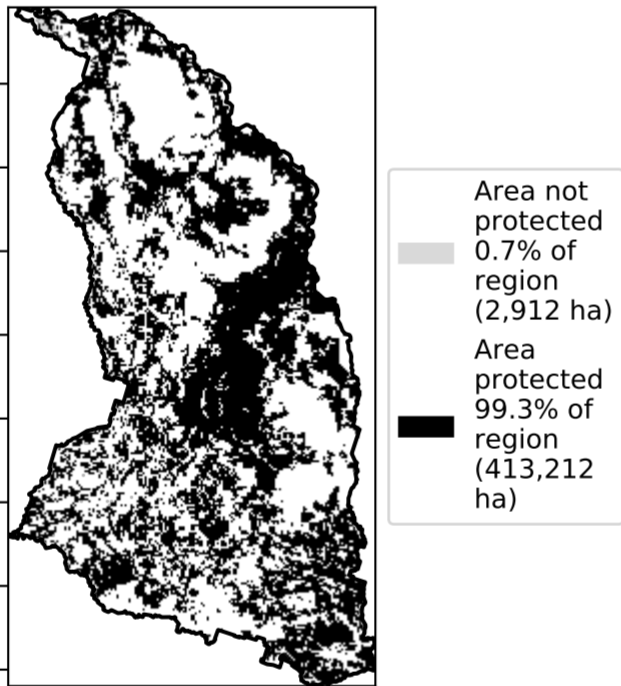 Area not
protected
0.7% of
region
(2,912 ha)
Area
protected
99.3% of
region
(413,212
ha)